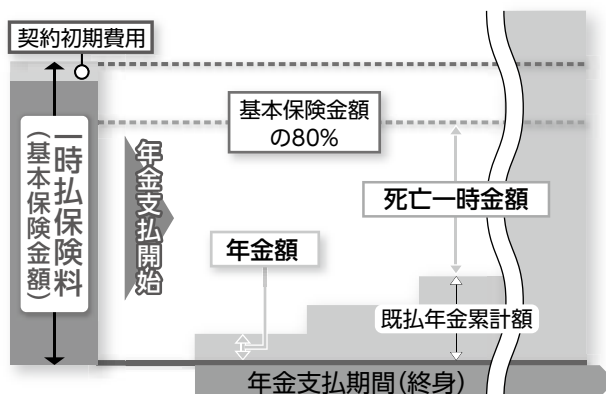 契約初期費用
一時払保険料
(基本保険金額)
年金支払開始
基本保険金額
の80%
死亡一時金額
年金額
既払年金累計額
年金支払期間(終身)